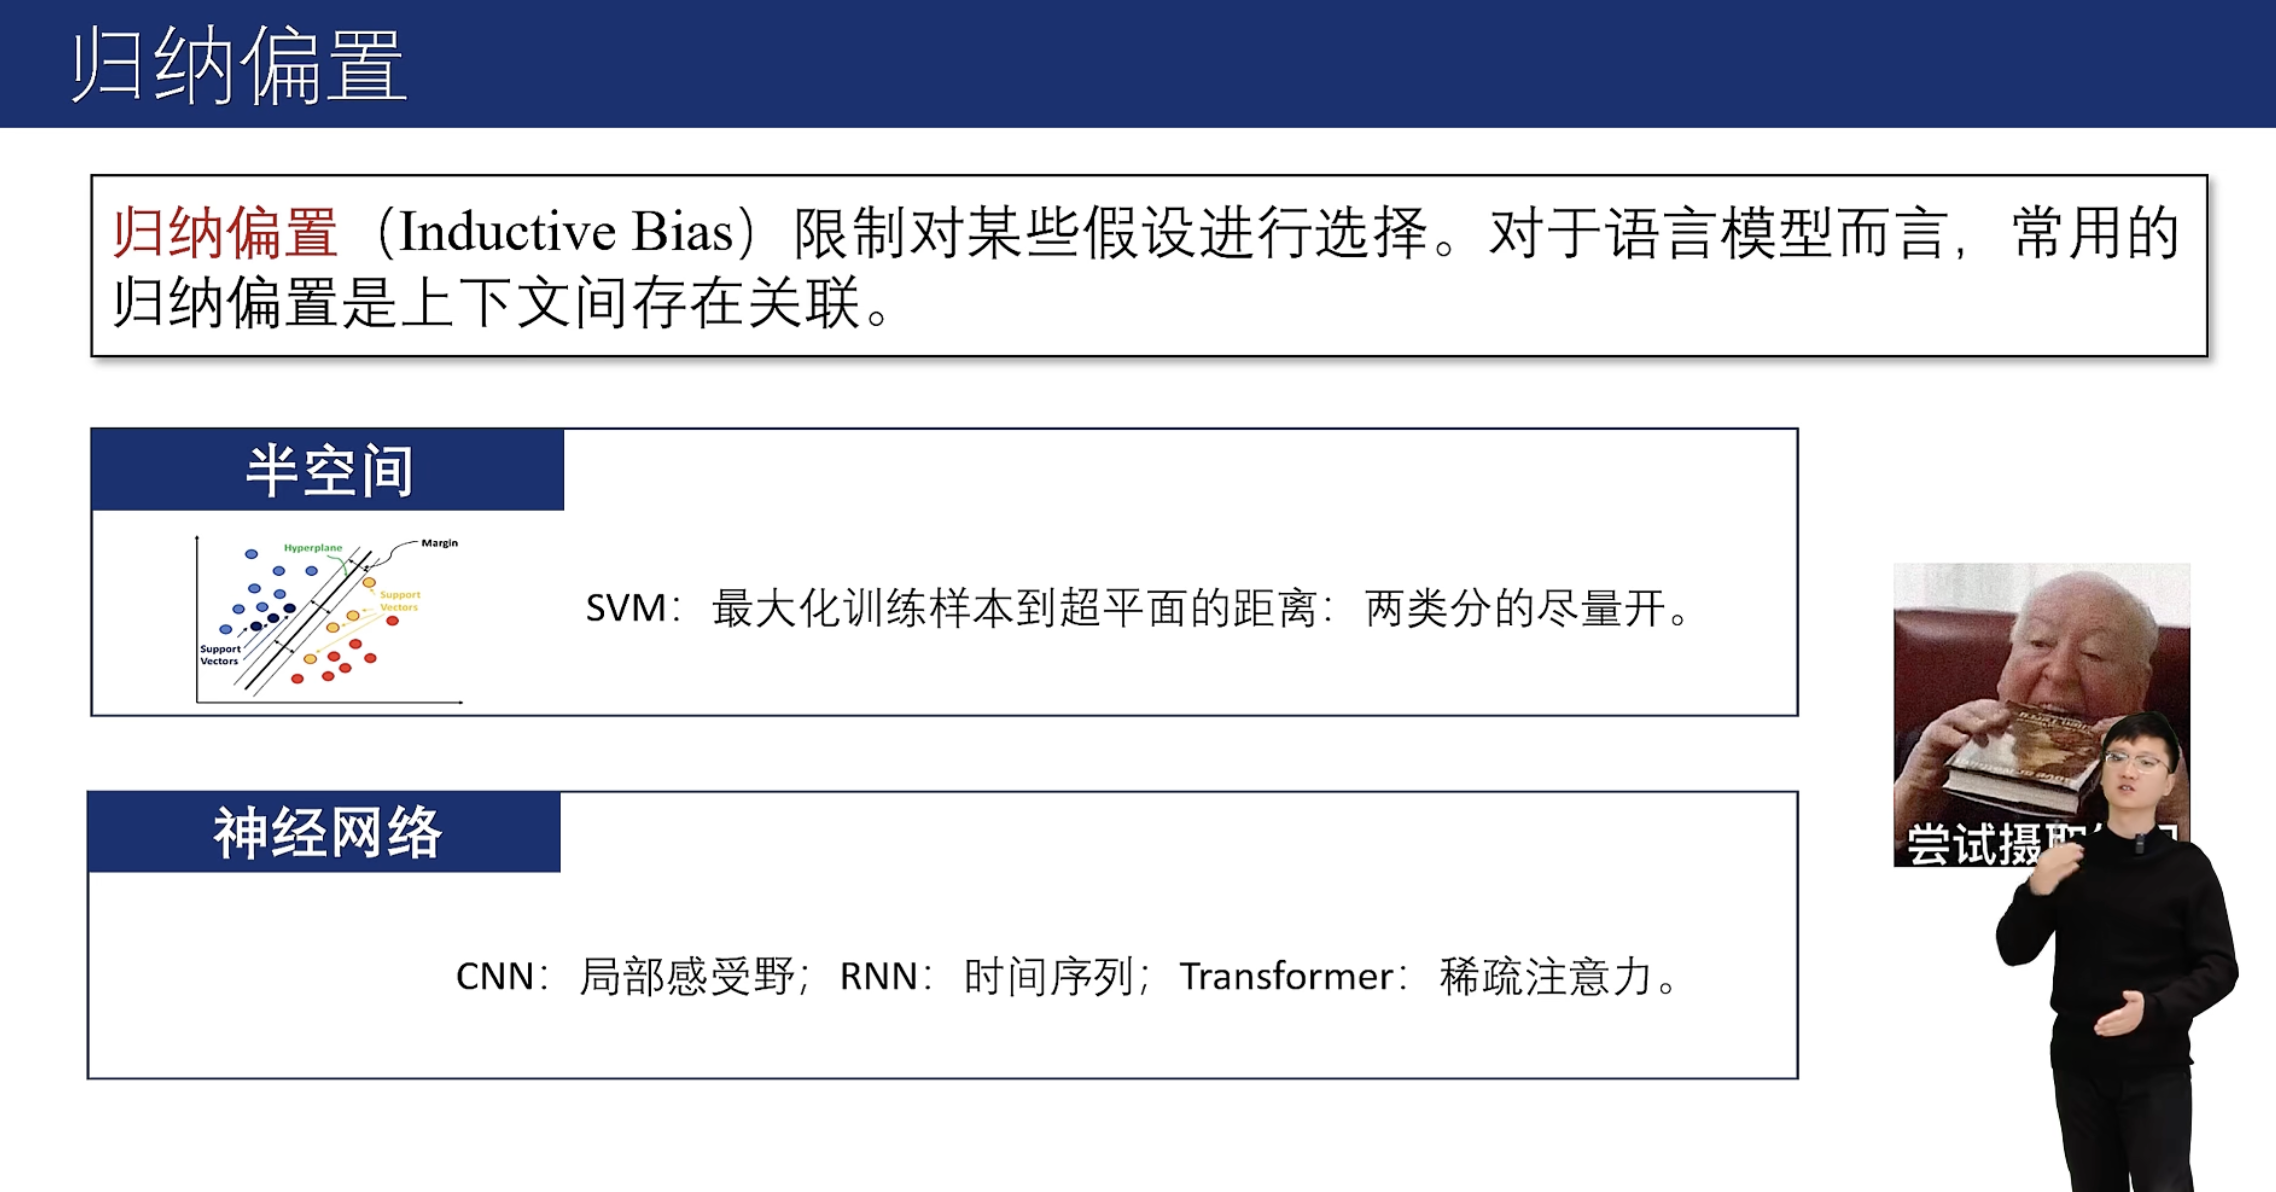 归纳偏置
归纳偏置（Inductive Bias）限制对某些假设进行选择。对于语言模型而言，常用的
归纳偏置是上下文间存在关联。
半空间
Hyperplane
Margin
Support
Vectors
Support
Vectors
SVM：最大化训练样本到超平面的距离：两类分的尽量开。
尝试摄取
神经网络
CNN：局部感受野；RNN：时间序列；Transformer：稀疏注意力。